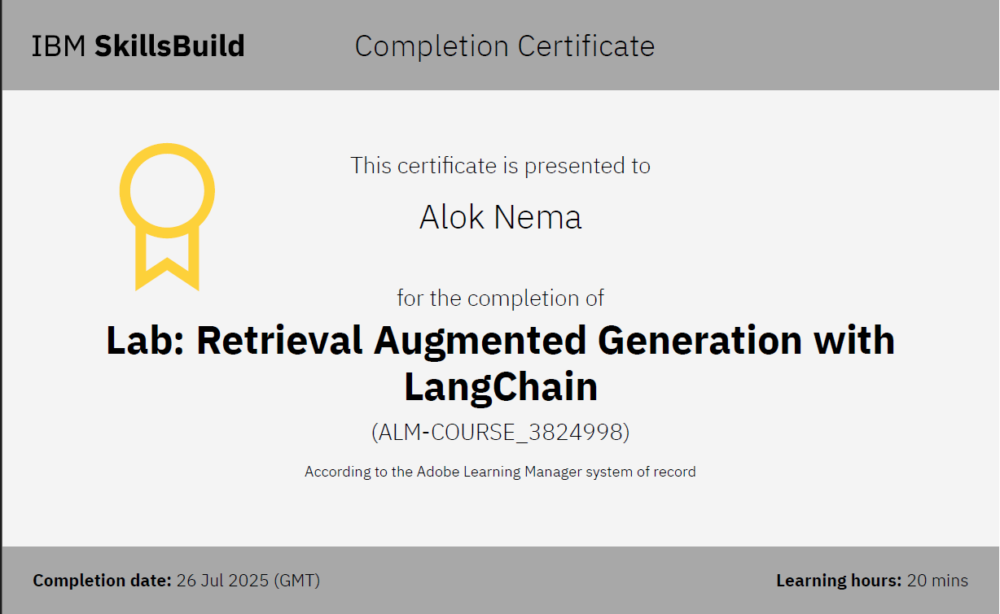 IBM SkillsBuild
Completion Certificate
This certificate is presented to
Alok Nema
for the completion of
Lab: Retrieval Augmented Generation with
LangChain
(ALM-COURSE_3824998)
According to the Adobe Learning Manager system of record
Completion date: 26 Jul 2025 (GMT)
Learning hours: 20 mins